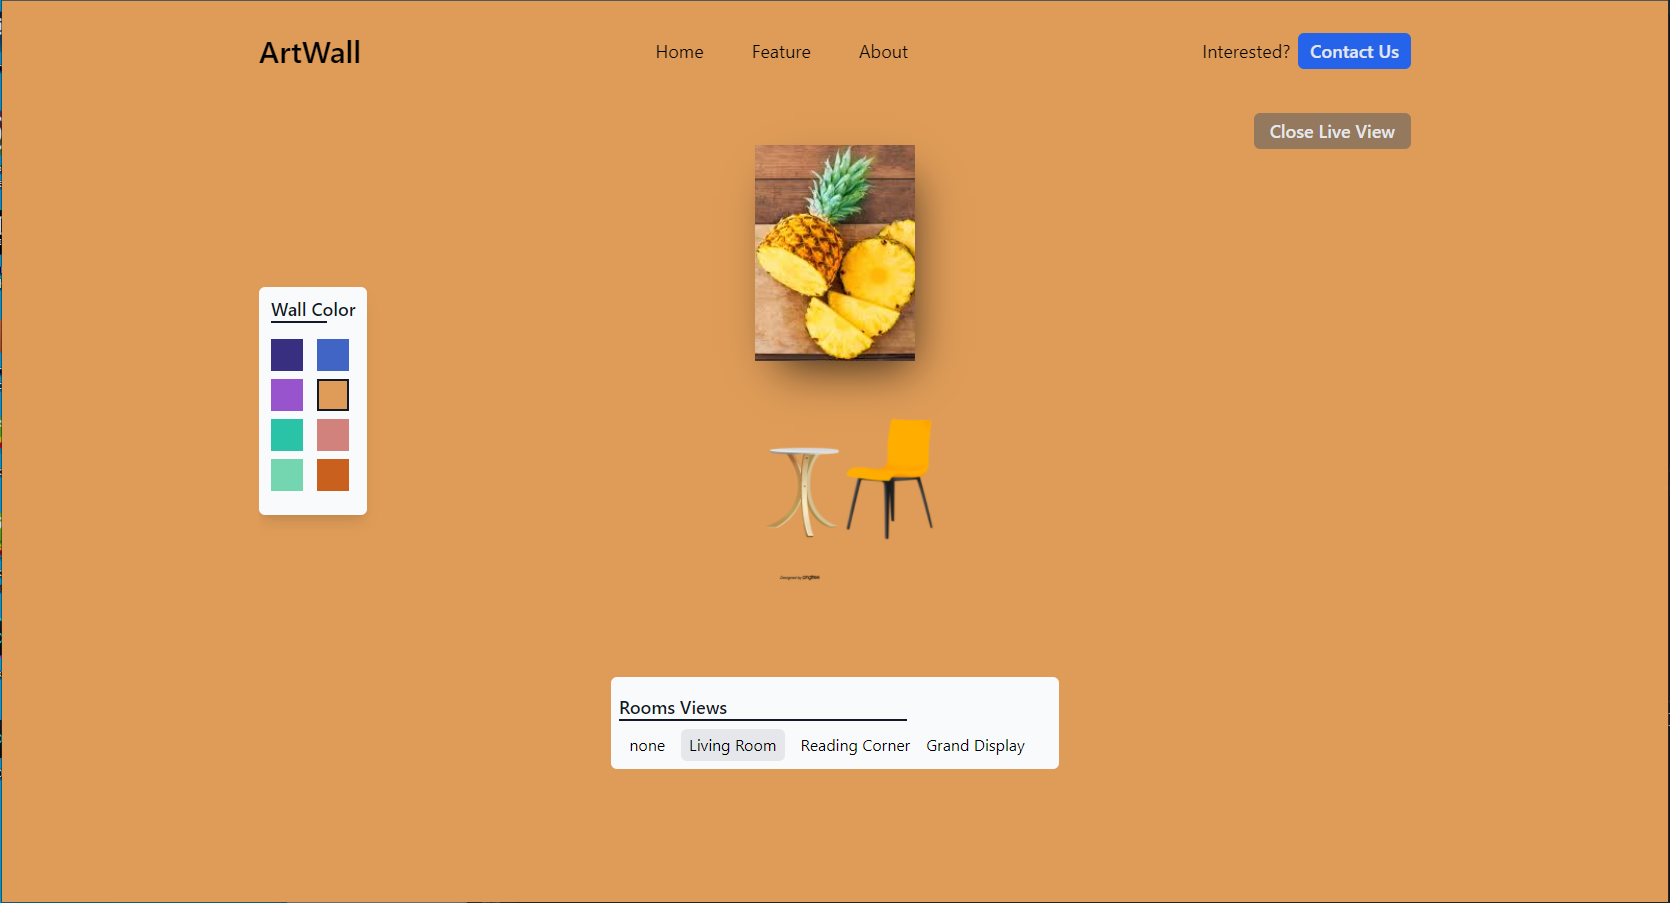 ArtWall
Home
Feature
About
Interested?
Contact Us
Close Live View
Wall Color
designed by pngtree
Rooms Views
none
Living Room
Reading Corner
Grand Display